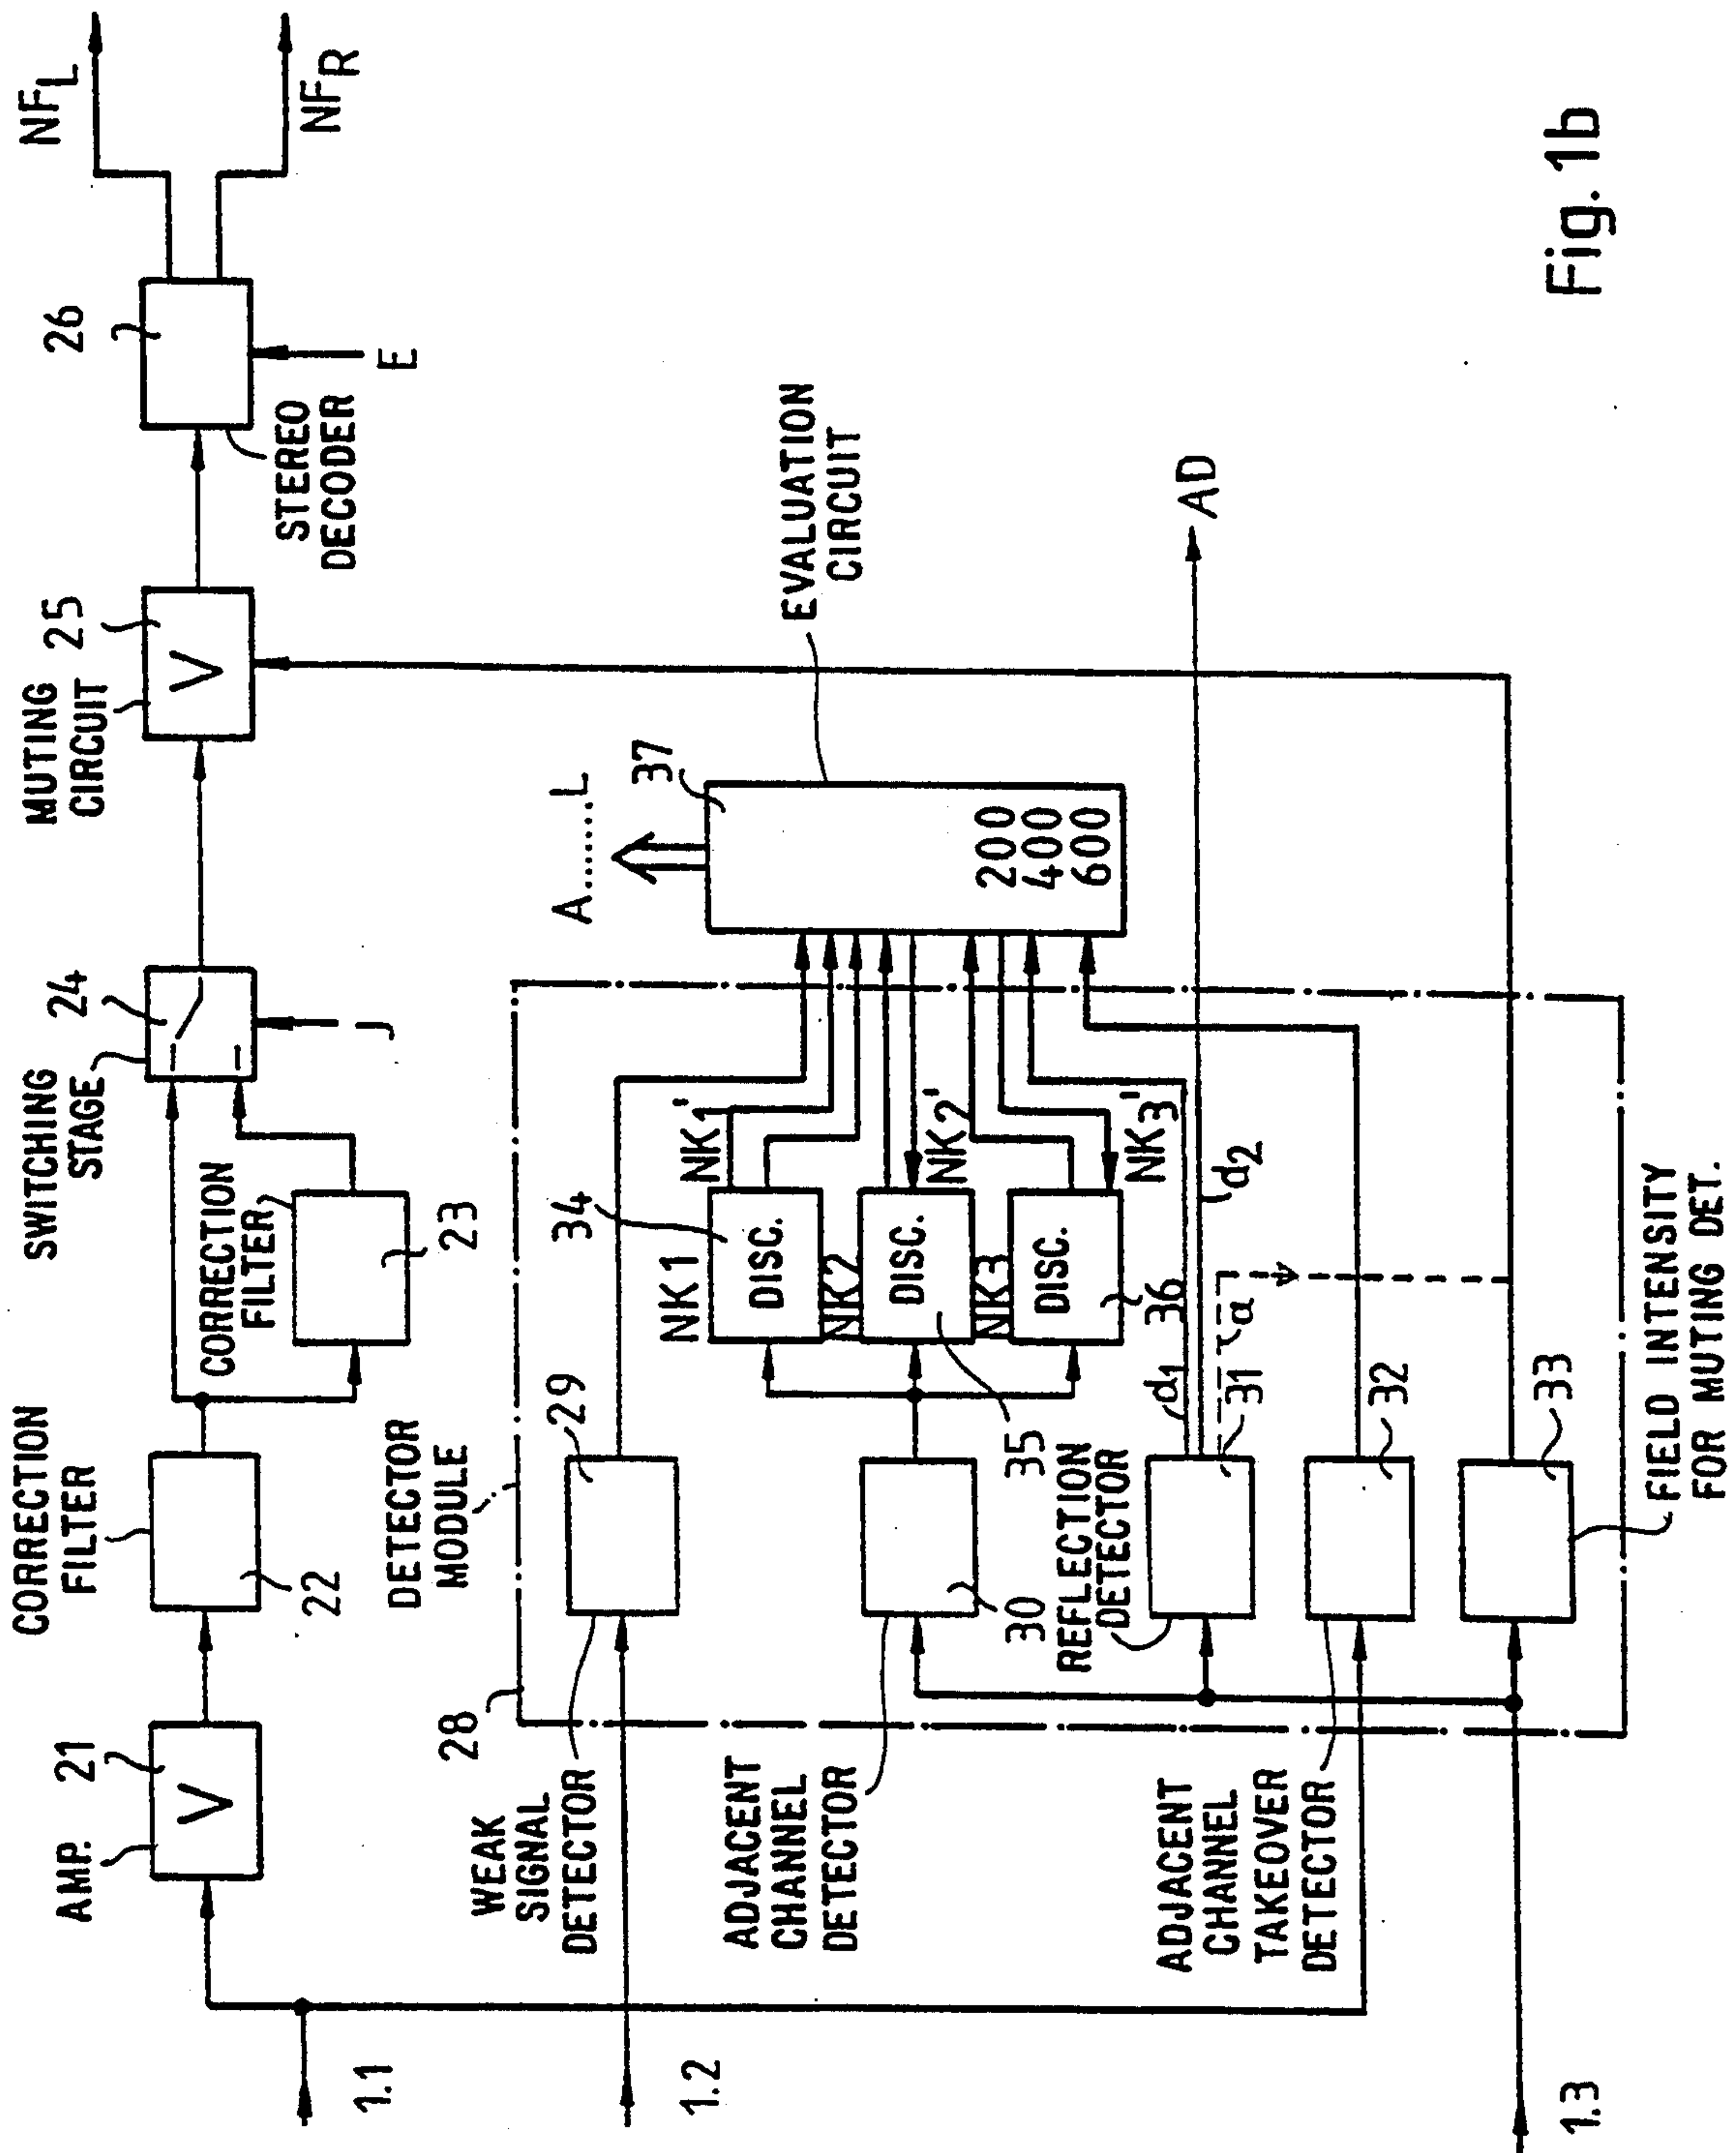 NFL
NFR
26
E
STEREO
DECODER
MUTING
CIRCUIT
25
V
SWITCHING
STAGE
24
J
CORRECTION
FILTER
23
CORRECTION
FILTER
22
AMP.
21
V
1.1
1.2
1.3
DETECTOR
MODULE
28
WEAK
SIGNAL
DETECTOR
29
ADJACENT
CHANNEL
DETECTOR
30
REFLECTION
DETECTOR
31
ADJACENT
CHANNEL
TAKEOVER
DETECTOR
32
33
FIELD INTENSITY
FOR MUTING DET.
34
NK1
DISC.
NK1'
NK2
DISC.
NK2'
35
NK3
DISC.
NK3'
36
d1
d2
a
AD
A.......L
37
200
400
600
EVALUATION
CIRCUIT
Fig. 1b